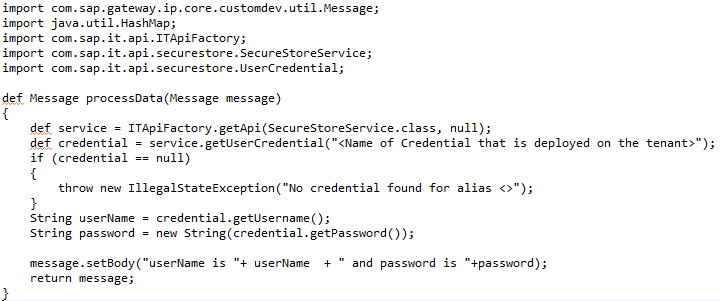 import com.sap.gateway.ip.core.customdev.util.Message;
import java.util.HashMap;
import com.sap.it.api.ITApiFactory;
import com.sap.it.api.securestore.SecureStoreService;
import com.sap.it.api.securestore.UserCredential;

def Message processData(Message message)
{
    def service = ITApiFactory.getApi(SecureStoreService.class, null);
    def credential = service.getUserCredential("<Name of Credential that is deployed on the tenant>");
    if (credential == null)
    {
        throw new IllegalStateException("No credential found for alias <>");
    }
    String userName = credential.getUsername();
    String password = new String(credential.getPassword());

    message.setBody("userName is "+ userName  + " and password is "+password);
    return message;
}